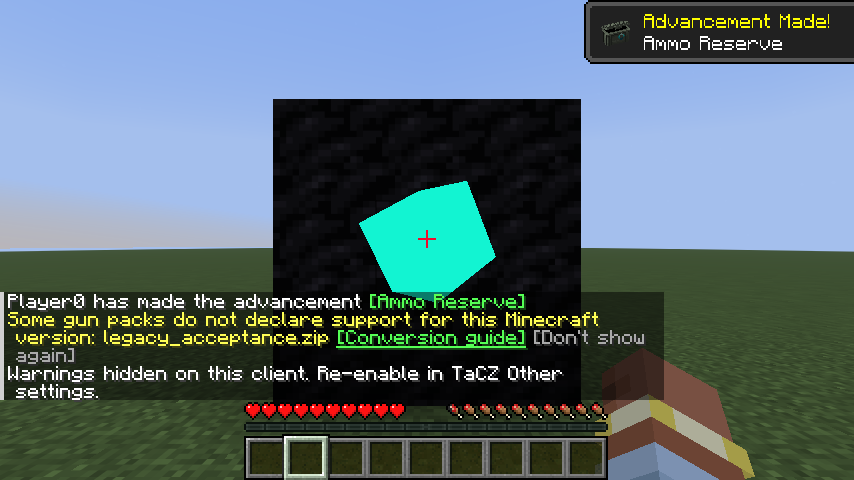 Advancement Made!
Ammo Reserve
Player0 has made the advancement [Ammo Reserve]
Some gun packs do not declare support for this Minecraft
version: legacy_acceptance.zip [Conversion guide] [Don't show
again]
Warnings hidden on this client. Re-enable in TaCZ Other
settings.